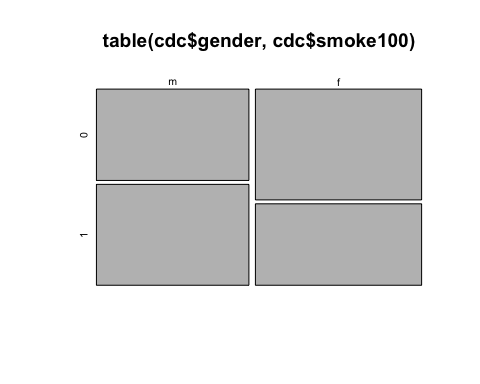 table(cdc$gender, cdc$smoke100)
m f
0
1